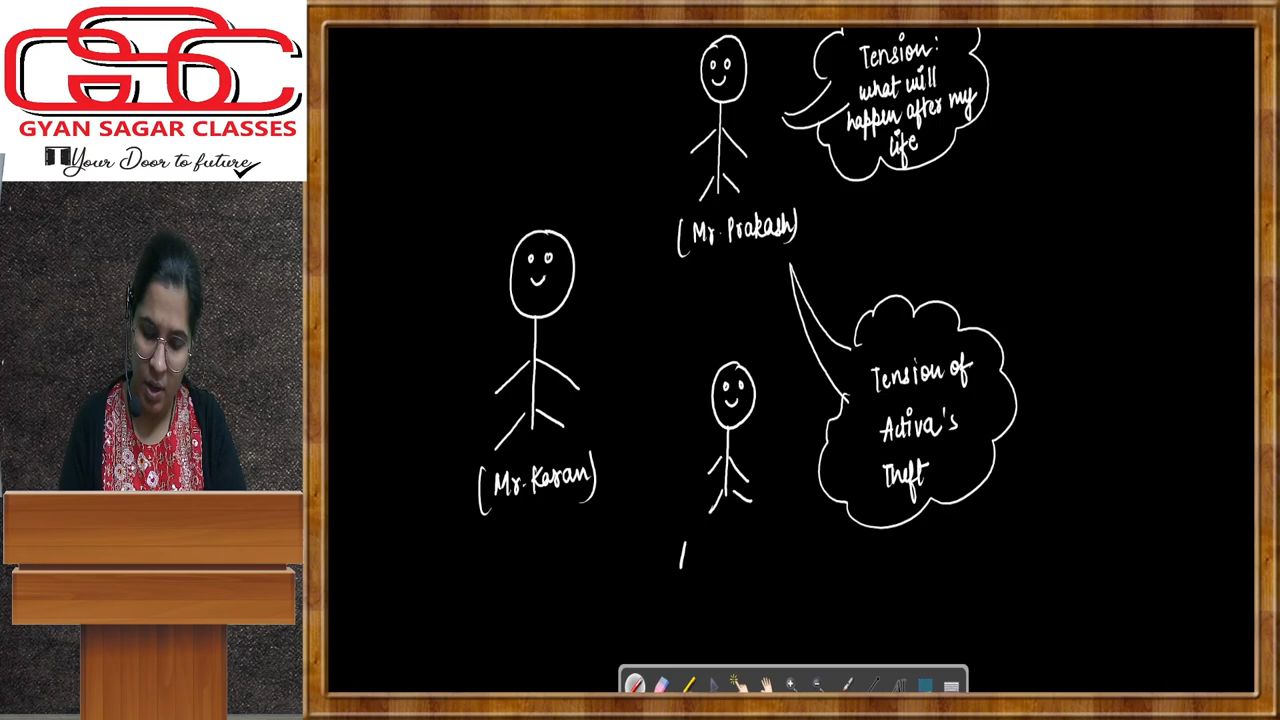 GSC
GYAN SAGAR CLASSES
Your Door to future
Tension:
what will
happen after my
life
(Mr. Prakash)
Tension of
Activa's
Theft
(Mr. Karan)